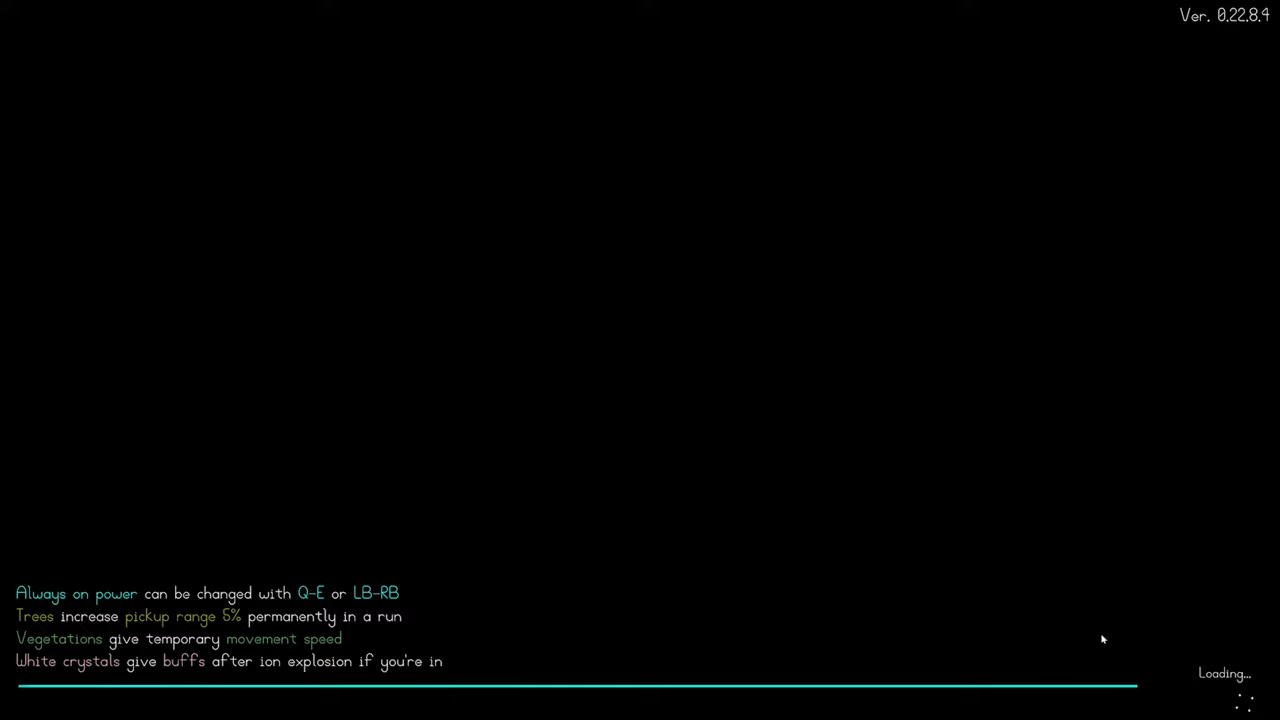 Ver. 0.22.8.4
Always on power can be changed with Q-E or LB-RB
Trees increase pickup range 5% permanently in a run
Vegetations give temporary movement speed
White crystals give buffs after ion explosion if you're in
Loading...